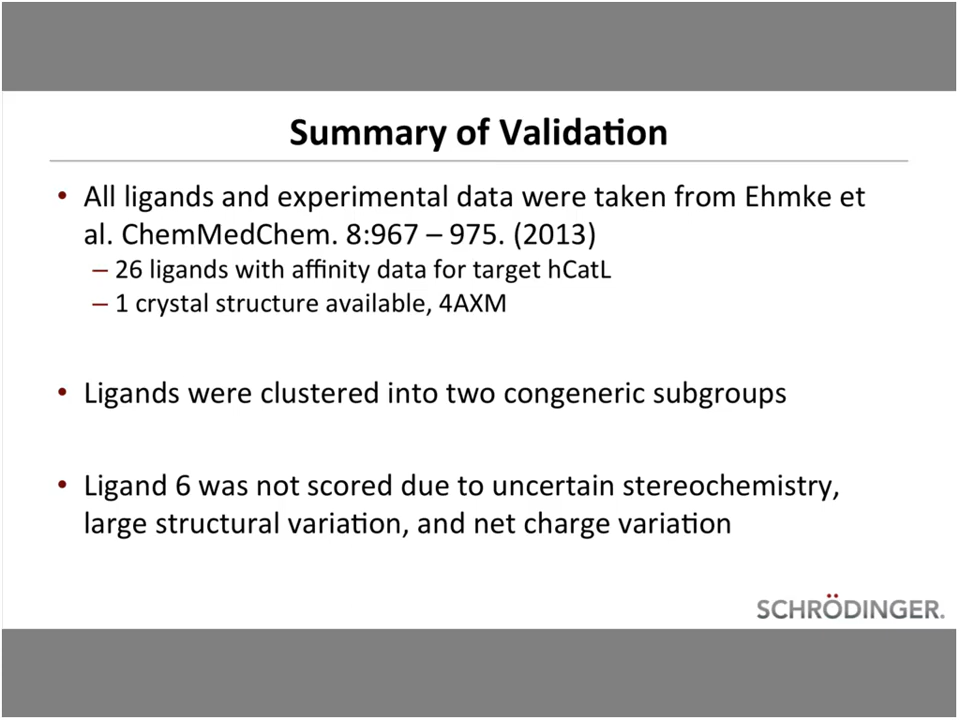 Summary of Validation
• All ligands and experimental data were taken from Ehmke et
al. ChemMedChem. 8:967 – 975. (2013)
– 26 ligands with affinity data for target hCatL
– 1 crystal structure available, 4AXM
• Ligands were clustered into two congeneric subgroups
• Ligand 6 was not scored due to uncertain stereochemistry,
large structural variation, and net charge variation
SCHRÖDINGER.